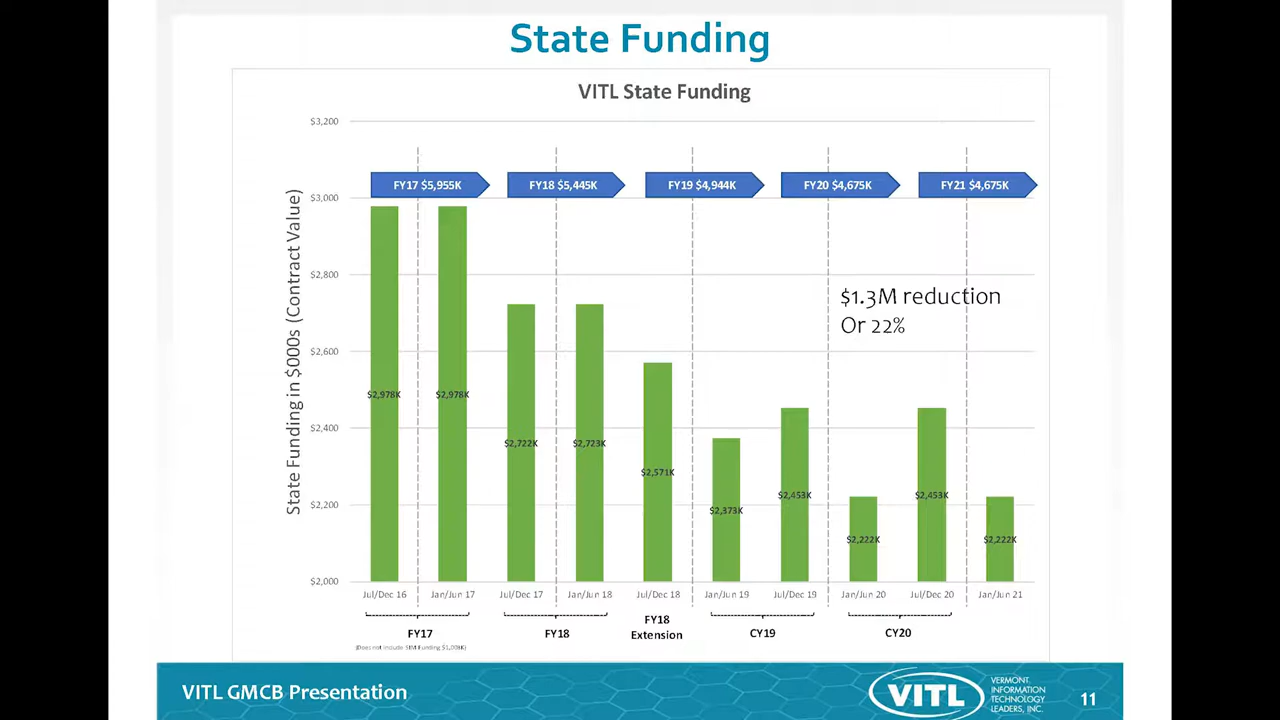 State Funding
VITL State Funding
State Funding in $000s (Contract Value)
$3,200
$3,000
$2,800
$2,600
$2,400
$2,200
$2,000
FY17 $5,955K
FY18 $5,445K
FY19 $4,944K
FY20 $4,675K
FY21 $4,675K
$1.3M reduction
Or 22%
$2,978K
$2,978K
$2,722K
$2,723K
$2,571K
$2,373K
$2,453K
$2,222K
$2,453K
$2,222K
Jul/Dec 16
Jan/Jun 17
Jul/Dec 17
Jan/Jun 18
Jul/Dec 18
Jan/Jun 19
Jul/Dec 19
Jan/Jun 20
Jul/Dec 20
Jan/Jun 21
FY17
(Does not include SIM Funding
FY18
FY18
Extension
CY19
CY20
VITL GMCB Presentation
VITL
VERMONT
INFORMATION
TECHNOLOGY
LEADERS, INC.
11